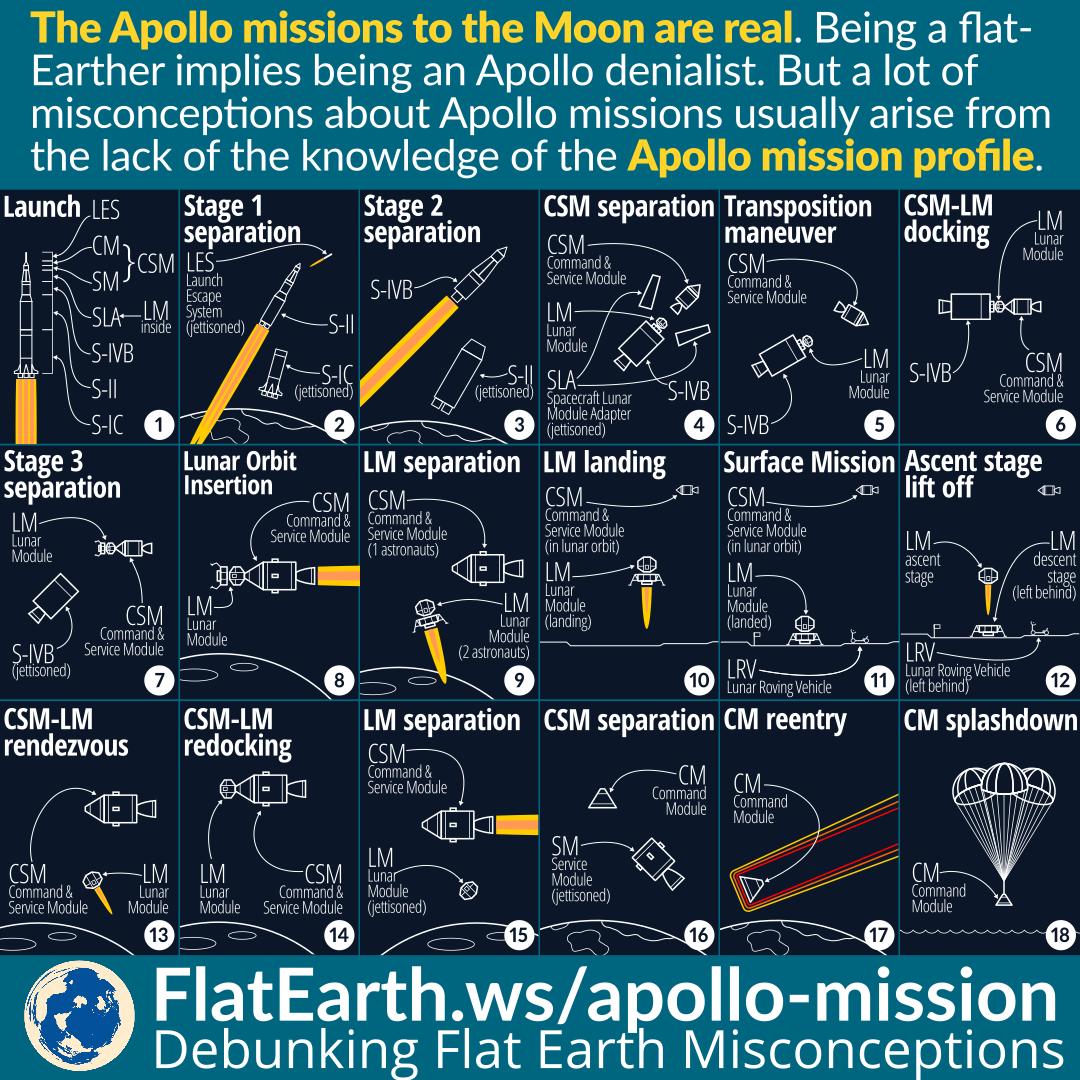 The Apollo missions to the Moon are real. Being a flat-
Earther implies being an Apollo denialist. But a lot of
misconceptions about Apollo missions usually arise from
the lack of the knowledge of the Apollo mission profile.
Launch
LES
CM
SM
CSM
SLA
LM
inside
S-IVB
S-II
S-IC
1
Stage 1
separation
LES
Launch
Escape
System
(jettisoned)
S-II
S-IC
(jettisoned)
2
Stage 2
separation
S-IVB
S-II
(jettisoned)
3
CSM separation
CSM
Command &
Service Module
LM
Lunar
Module
SLA
Spacecraft Lunar
Module Adapter
(jettisoned)
S-IVB
4
Transposition
maneuver
CSM
Command &
Service Module
LM
Lunar
Module
S-IVB
5
CSM-LM
docking
LM
Lunar
Module
S-IVB
CSM
Command &
Service Module
6
Stage 3
separation
LM
Lunar
Module
CSM
Command &
Service Module
S-IVB
(jettisoned)
7
Lunar Orbit
Insertion
CSM
Command &
Service Module
LM
Lunar
Module
8
LM separation
CSM
Command &
Service Module
(1 astronauts)
LM
Lunar
Module
(2 astronauts)
9
LM landing
CSM
Command &
Service Module
(in lunar orbit)
LM
Lunar
Module
(landing)
10
Surface Mission
CSM
Command &
Service Module
(in lunar orbit)
LM
Lunar
Module
(landed)
LRV
Lunar Roving Vehicle
11
Ascent stage
lift off
LM
ascent
stage
LM
descent
stage
(left behind)
LRV
Lunar Roving Vehicle
(left behind)
12
CSM-LM
rendezvous
CSM
Command &
Service Module
LM
Lunar
Module
13
CSM-LM
redocking
LM
Lunar
Module
CSM
Command &
Service Module
14
LM separation
CSM
Command &
Service Module
LM
Lunar
Module
(jettisoned)
15
CSM separation
CM
Command
Module
SM
Service
Module
(jettisoned)
16
CM reentry
CM
Command
Module
17
CM splashdown
CM
Command
Module
18
FlatEarth.ws/apollo-mission
Debunking Flat Earth Misconceptions